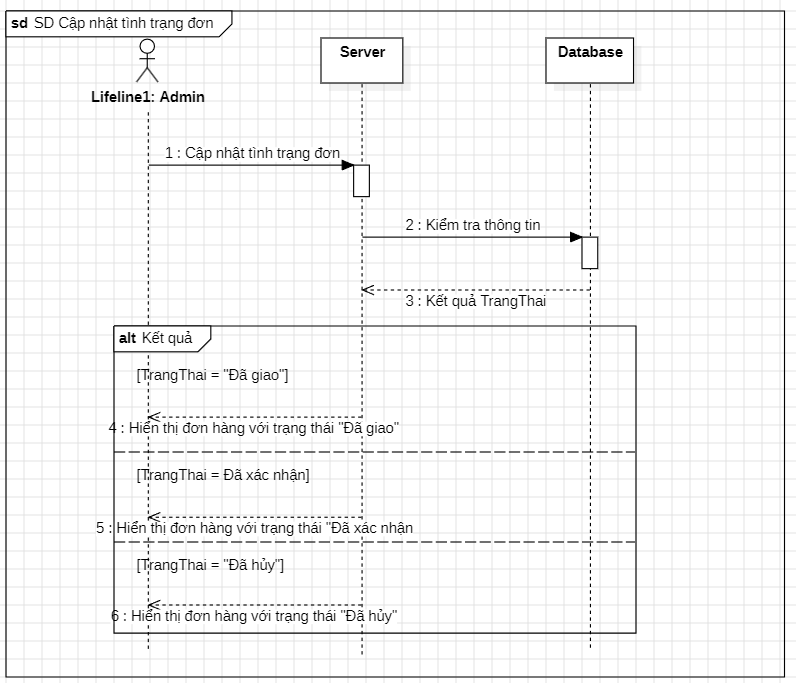 sd SD Cập nhật tình trạng đơn
Server
Database
Lifeline1: Admin
1 : Cập nhật tình trạng đơn
2 : Kiểm tra thông tin
3 : Kết quả TrangThai
alt Kết quả
[TrangThai = "Đã giao"]
4 : Hiển thị đơn hàng với trạng thái "Đã giao"
[TrangThai = Đã xác nhận]
5 : Hiển thị đơn hàng với trạng thái "Đã xác nhận
[TrangThai = "Đã hủy"]
6 : Hiển thị đơn hàng với trạng thái "Đã hủy"